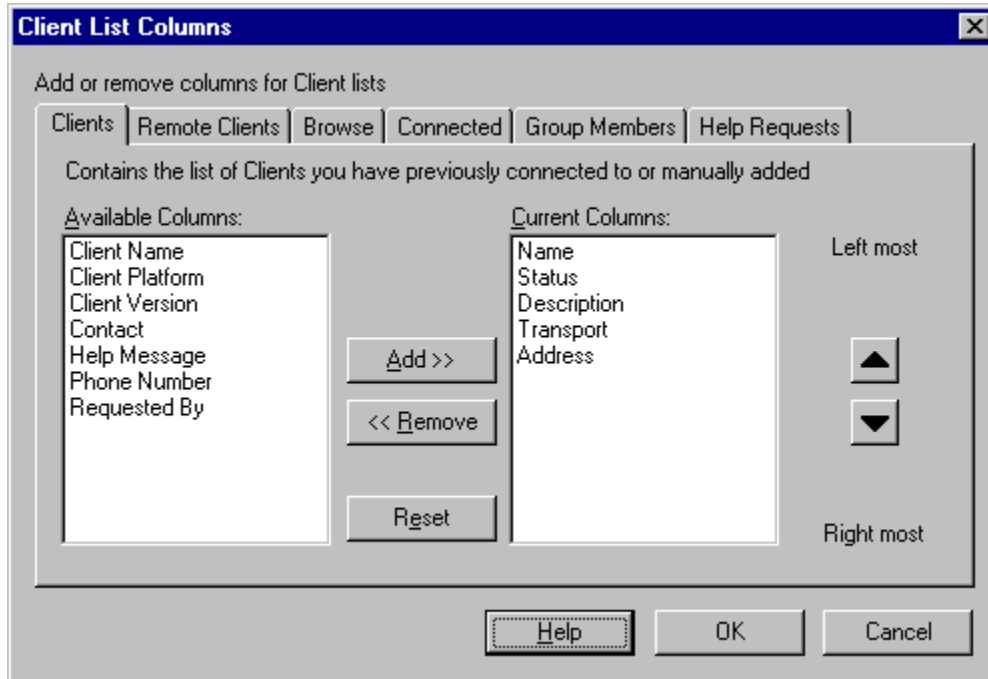 Client List Columns
Add or remove columns for Client lists
Clients
Remote Clients
Browse
Connected
Group Members
Help Requests
Contains the list of Clients you have previously connected to or manually added
Available Columns:
Client Name
Client Platform
Client Version
Contact
Help Message
Phone Number
Requested By
Add >>
<< Remove
Reset
Current Columns:
Name
Status
Description
Transport
Address
Left most
Right most
Help
OK
Cancel